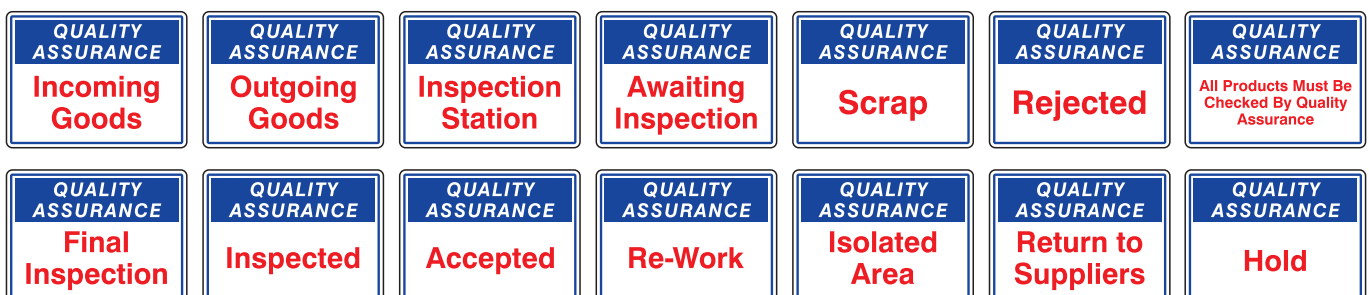 QUALITY
ASSURANCE
Incoming
Goods
QUALITY
ASSURANCE
Outgoing
Goods
QUALITY
ASSURANCE
Inspection
Station
QUALITY
ASSURANCE
Awaiting
Inspection
QUALITY
ASSURANCE
Scrap
QUALITY
ASSURANCE
Rejected
QUALITY
ASSURANCE
All Products Must Be
Checked By Quality
Assurance
QUALITY
ASSURANCE
Final
Inspection
QUALITY
ASSURANCE
Inspected
QUALITY
ASSURANCE
Accepted
QUALITY
ASSURANCE
Re-Work
QUALITY
ASSURANCE
Isolated
Area
QUALITY
ASSURANCE
Return to
Suppliers
QUALITY
ASSURANCE
Hold